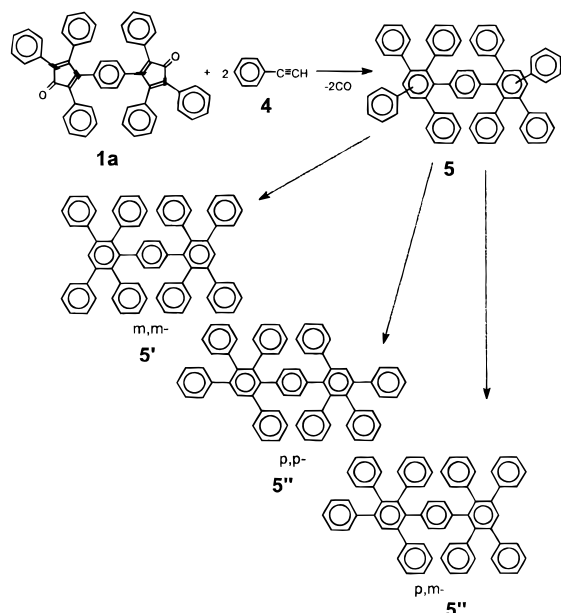 O
O
+ 2
C≡CH
-2CO
1a
4
5
m,m-
5'
p,p-
5''
p,m-
5''